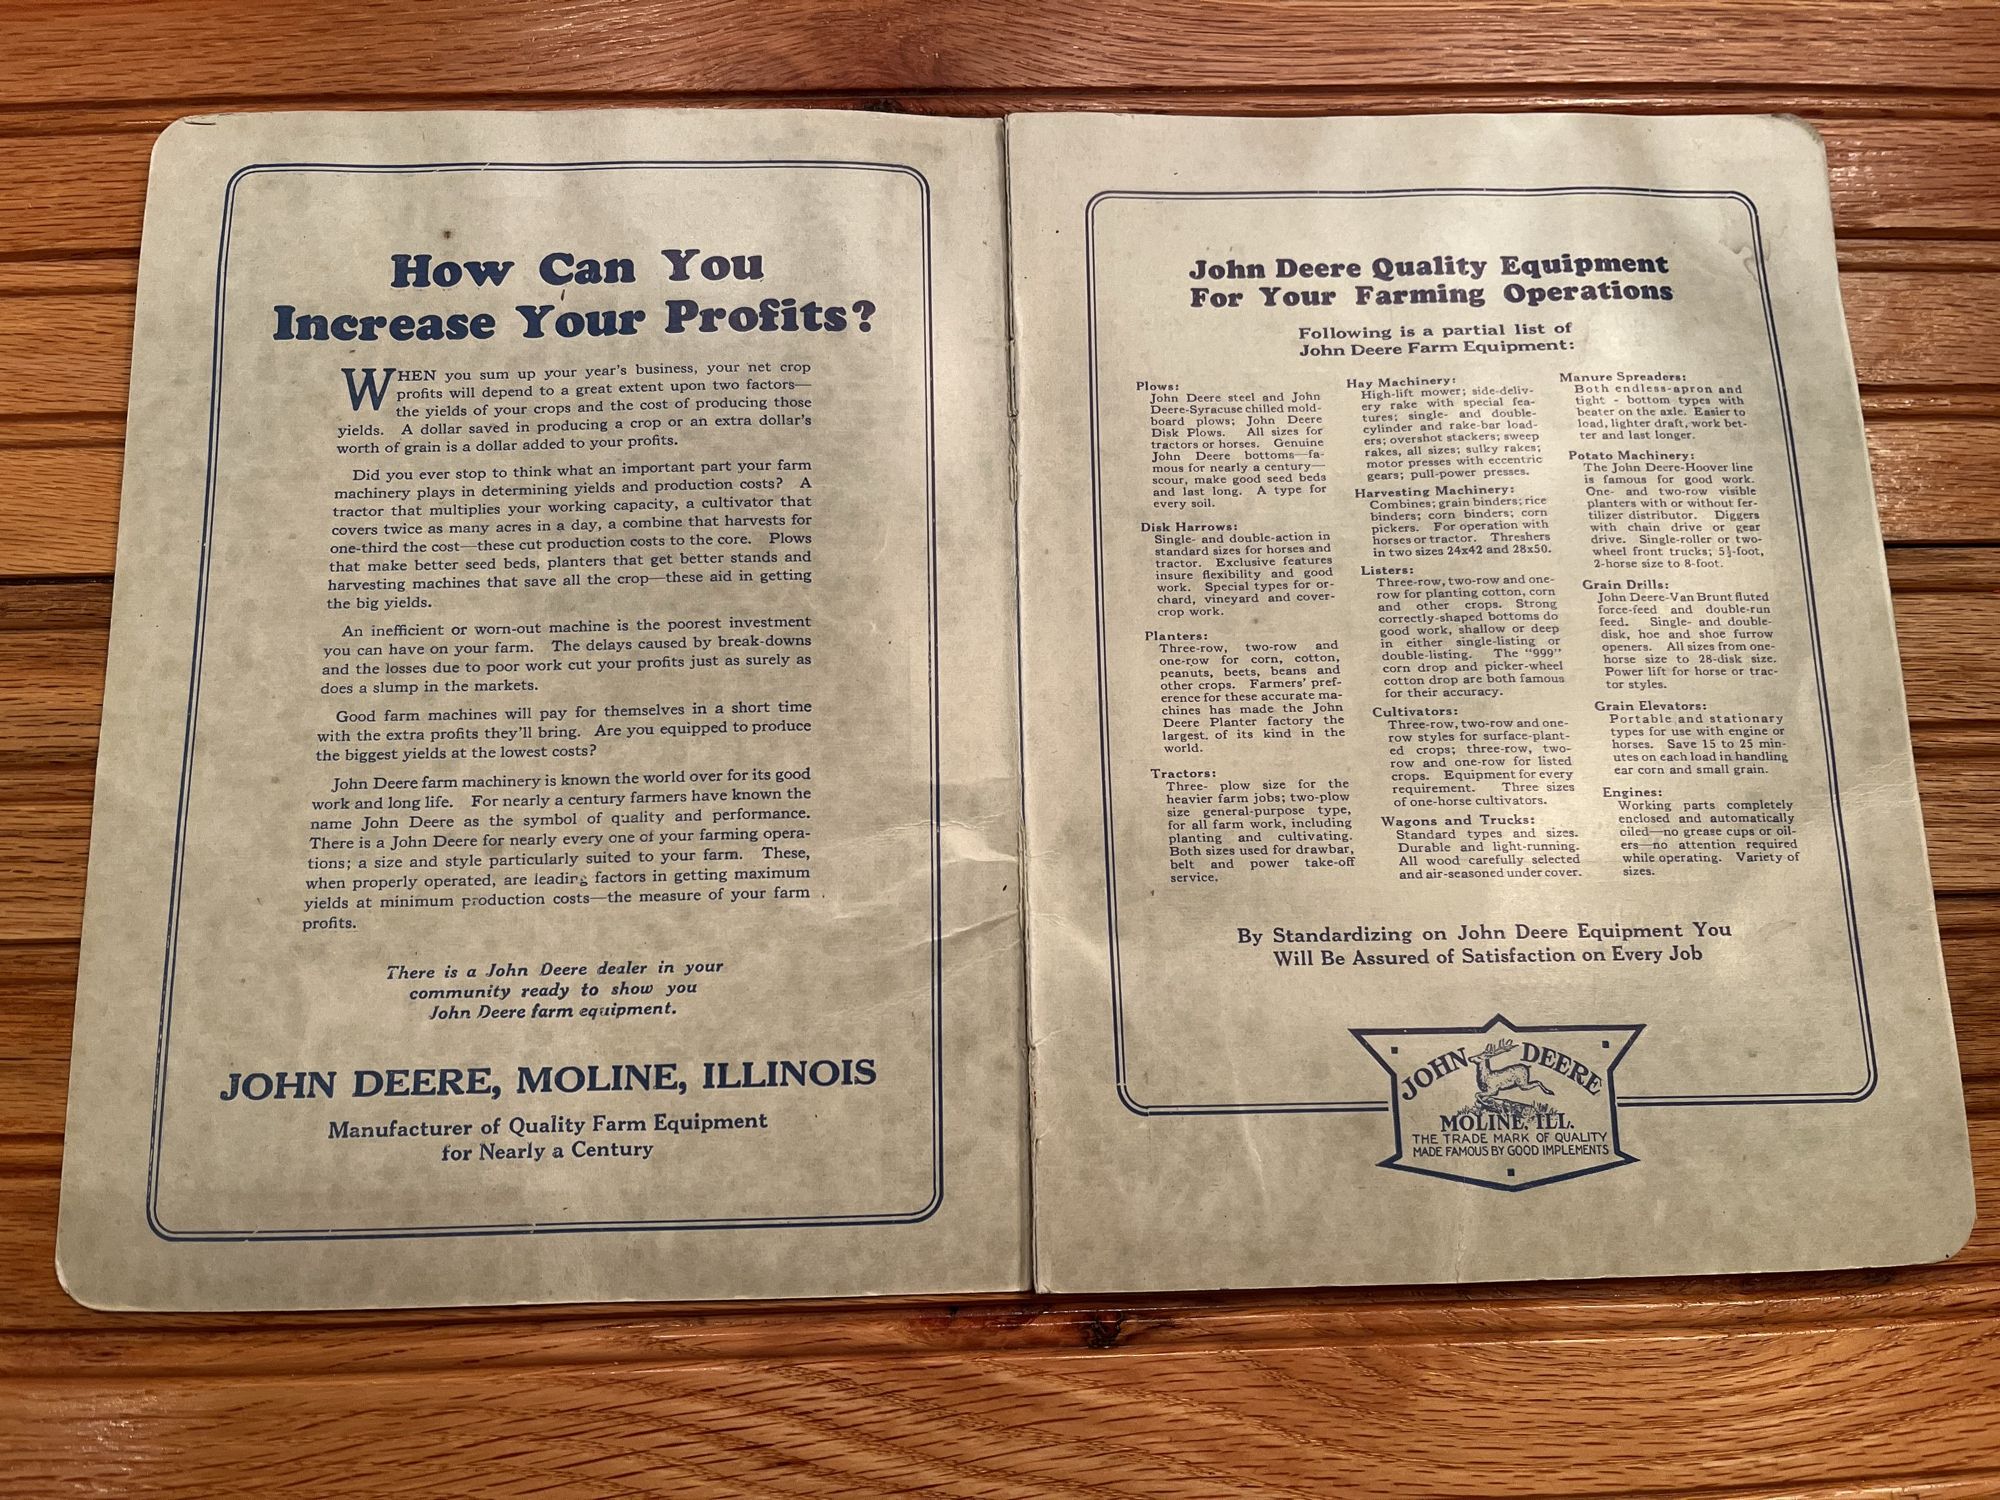 How Can You
Increase Your Profits?
WHEN you sum up your year's business, your net crop
profits will depend to a great extent upon two factors—
the yields of your crops and the cost of producing those
yields. A dollar saved in producing a crop or an extra dollar's
worth of grain is a dollar added to your profits.
Did you ever stop to think what an important part your farm
machinery plays in determining yields and production costs? A
tractor that multiplies your working capacity, a cultivator that
covers twice as many acres in a day, a combine that harvests for
one-third the cost—these cut production costs to the core. Plows
that make better seed beds, planters that get better stands and
harvesting machines that save all the crop—these aid in getting
the big yields.
An inefficient or worn-out machine is the poorest investment
you can have on your farm. The delays caused by break-downs
and the losses due to poor work cut your profits just as surely as
does a slump in the markets.
Good farm machines will pay for themselves in a short time
with the extra profits they'll bring. Are you equipped to produce
the biggest yields at the lowest costs?
John Deere farm machinery is known the world over for its good
work and long life. For nearly a century farmers have known the
name John Deere as the symbol of quality and performance.
There is a John Deere for nearly every one of your farming opera-
tions; a size and style particularly suited to your farm. These,
when properly operated, are leading factors in getting maximum
yields at minimum production costs—the measure of your farm
profits.
There is a John Deere dealer in your
community ready to show you
John Deere farm equipment.
JOHN DEERE, MOLINE, ILLINOIS
Manufacturer of Quality Farm Equipment
for Nearly a Century
John Deere Quality Equipment
For Your Farming Operations
Following is a partial list of
John Deere Farm Equipment:
Plows:
John Deere steel and John
Deere-Syracuse chilled mold-
board plows; John Deere
Disk Plows. All sizes for
tractors or horses. Genuine
John Deere bottoms—fa-
mous for nearly a century—
scour, make good seed beds
and last long. A type for
every soil.
Disk Harrows:
Single- and double-action in
standard sizes for horses and
tractor. Exclusive features
insure flexibility and good
work. Special types for or-
chard, vineyard and cover-
crop work.
Planters:
Three-row, two-row and
one-row for corn, cotton,
peanuts, beets, beans and
other crops. Farmers' pref-
erence for these accurate ma-
chines has made the John
Deere Planter factory the
largest of its kind in the
world.
Tractors:
Three- plow size for the
heavier farm jobs; two-plow
size general-purpose type,
for all farm work, including
planting and cultivating.
Both sizes used for drawbar,
belt and power take-off
service.
Hay Machinery:
High-lift mower; side-deliv-
ery rake with special fea-
tures; single- and double-
cylinder and rake-bar load-
ers; overshot stackers; sweep
rakes, all sizes; sulky rakes;
motor presses with eccentric
gears; pull-power presses.
Harvesting Machinery:
Combines; grain binders; rice
binders; corn binders; corn
pickers. For operation with
horses or tractor. Threshers
in two sizes 24x42 and 28x50.
Listers:
Three-row, two-row and one-
row for planting cotton, corn
and other crops. Strong
correctly-shaped bottoms do
good work, shallow or deep
in either single-listing or
double-listing. The "999"
corn drop and picker-wheel
cotton drop are both famous
for their accuracy.
Cultivators:
Three-row, two-row and one-
row styles for surface-plant-
ed crops; three-row, two-
row and one-row for listed
crops. Equipment for every
requirement. Three sizes
of one-horse cultivators.
Wagons and Trucks:
Standard types and sizes.
Durable and light-running.
All wood carefully selected
and air-seasoned under cover.
Manure Spreaders:
Both endless-apron and
tight - bottom types with
beater on the axle. Easier to
load, lighter draft, work bet-
ter and last longer.
Potato Machinery:
The John Deere-Hoover line
is famous for good work.
One- and two-row visible
planters with or without fer-
tilizer distributor. Diggers
with chain drive or gear
drive. Single-roller or two-
wheel front trucks; 5½-foot,
2-horse size to 8-foot.
Grain Drills:
John Deere-Van Brunt fluted
force-feed and double-run
feed. Single- and double-
disk, hoe and shoe furrow
openers. All sizes from one-
horse size to 28-disk size.
Power lift for horse or trac-
tor styles.
Grain Elevators:
Portable and stationary
types for use with engine or
horses. Save 15 to 25 min-
utes on each load in handling
ear corn and small grain.
Engines:
Working parts completely
enclosed and automatically
oiled—no grease cups or oil-
ers—no attention required
while operating. Variety of
sizes.
By Standardizing on John Deere Equipment You
Will Be Assured of Satisfaction on Every Job
JOHN DEERE
MOLINE, ILL.
THE TRADE MARK OF QUALITY
MADE FAMOUS BY GOOD IMPLEMENTS